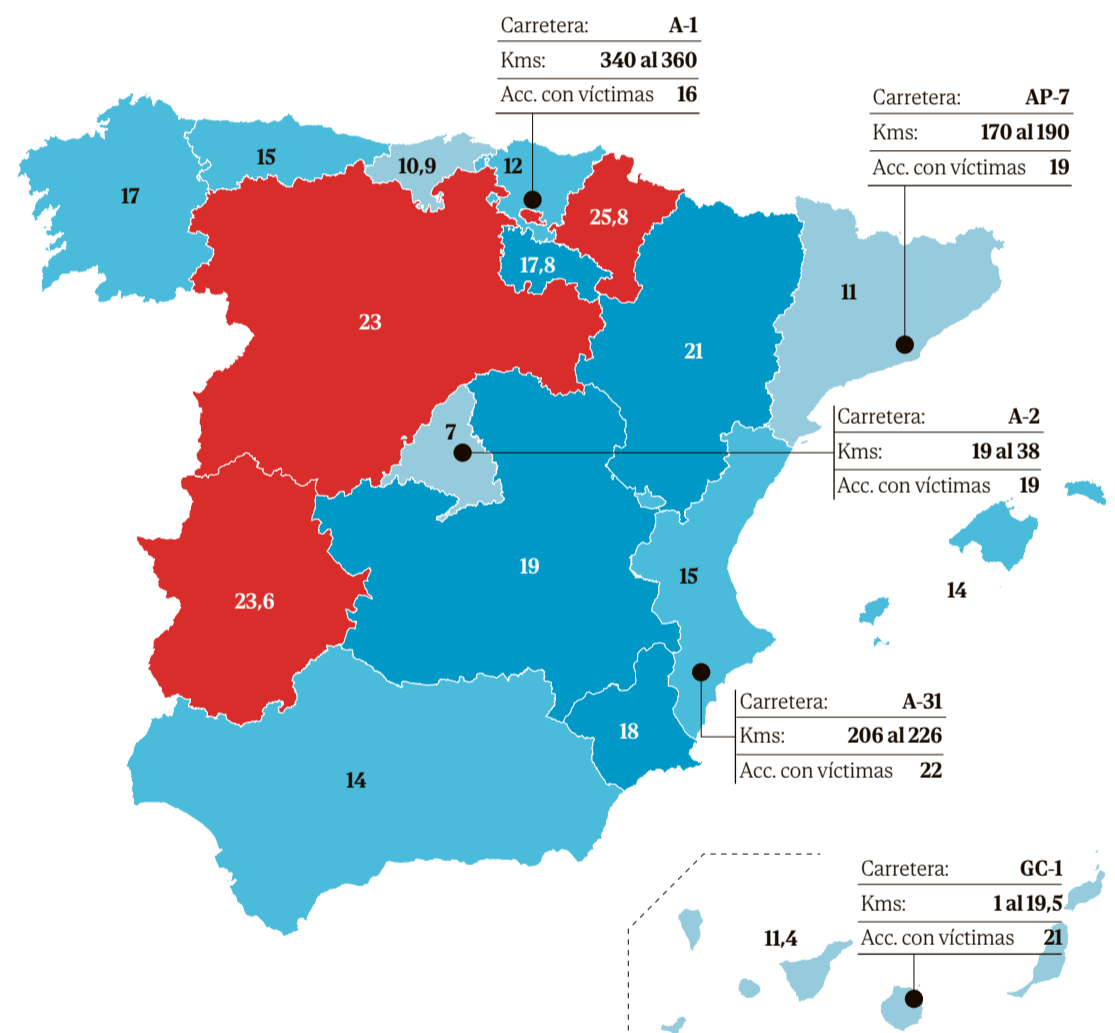 Carretera: A-1
Kms: 340 al 360
Acc. con víctimas 16
Carretera: AP-7
Kms: 170 al 190
Acc. con víctimas 19
15
10,9
12
17
25,8
17,8
11
23
21
7
Carretera: A-2
Kms: 19 al 38
Acc. con víctimas 19
19
15
14
23,6
Carretera: A-31
Kms: 206 al 226
Acc. con víctimas 22
18
14
Carretera: GC-1
Kms: 1 al 19,5
Acc. con víctimas 21
11,4